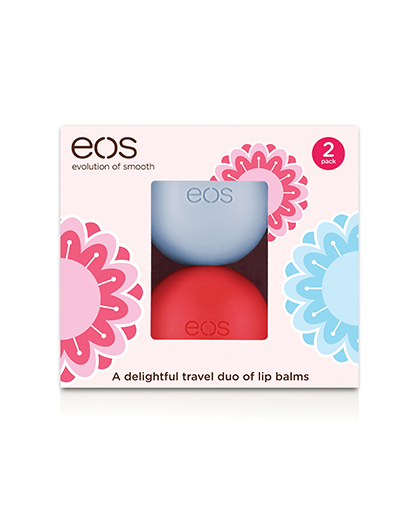 eos
evolution of smooth
2
pack
eos
eos
A delightful travel duo of lip balms